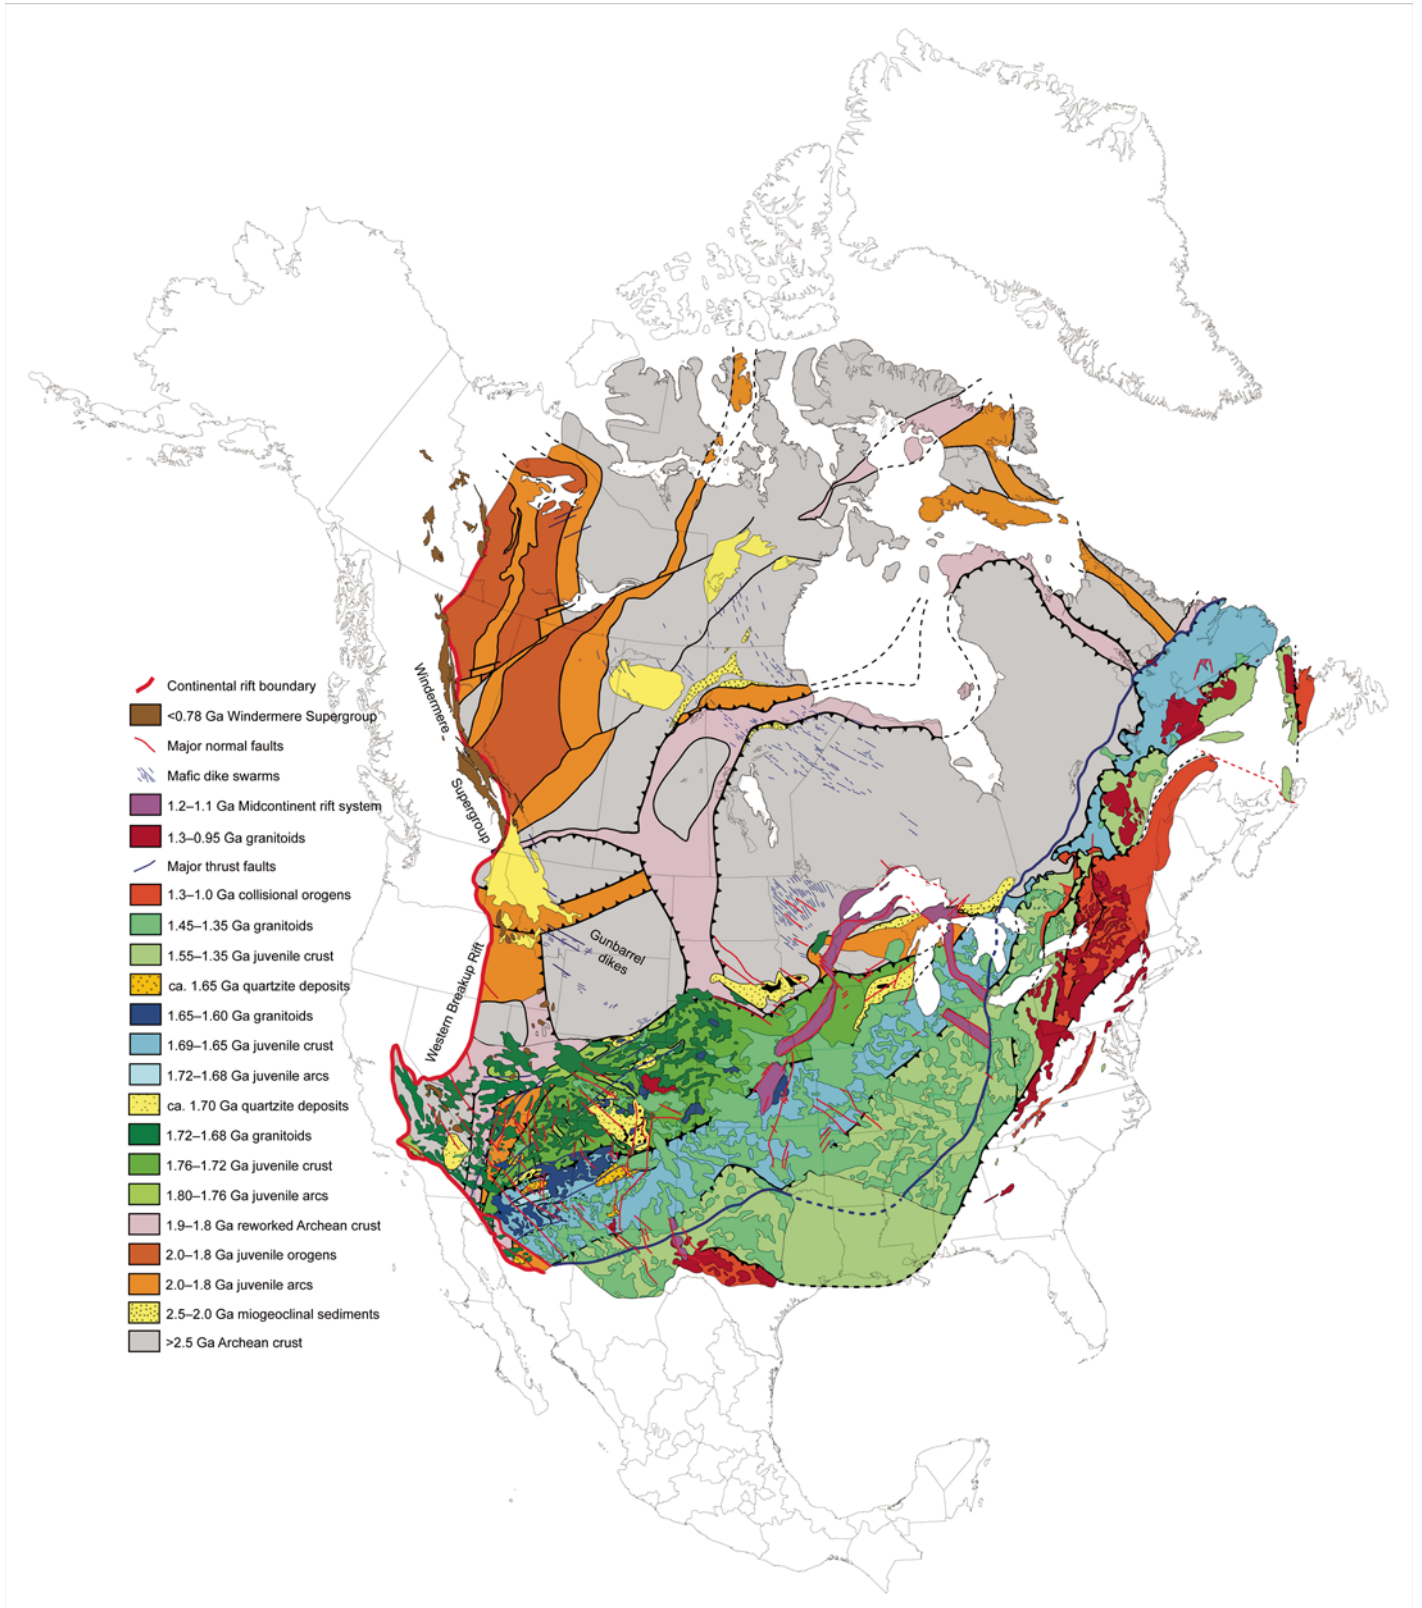 Windermere
Supergroup
Western Breakup Rift
Gunbarrel
dikes
Continental rift boundary
<0.78 Ga Windermere Supergroup
Major normal faults
Mafic dike swarms
1.2–1.1 Ga Midcontinent rift system
1.3–0.95 Ga granitoids
Major thrust faults
1.3–1.0 Ga collisional orogens
1.45–1.35 Ga granitoids
1.55–1.35 Ga juvenile crust
ca. 1.65 Ga quartzite deposits
1.65–1.60 Ga granitoids
1.69–1.65 Ga juvenile crust
1.72–1.68 Ga juvenile arcs
ca. 1.70 Ga quartzite deposits
1.72–1.68 Ga granitoids
1.76–1.72 Ga juvenile crust
1.80–1.76 Ga juvenile arcs
1.9–1.8 Ga reworked Archean crust
2.0–1.8 Ga juvenile orogens
2.0–1.8 Ga juvenile arcs
2.5–2.0 Ga miogeoclinal sediments
>2.5 Ga Archean crust